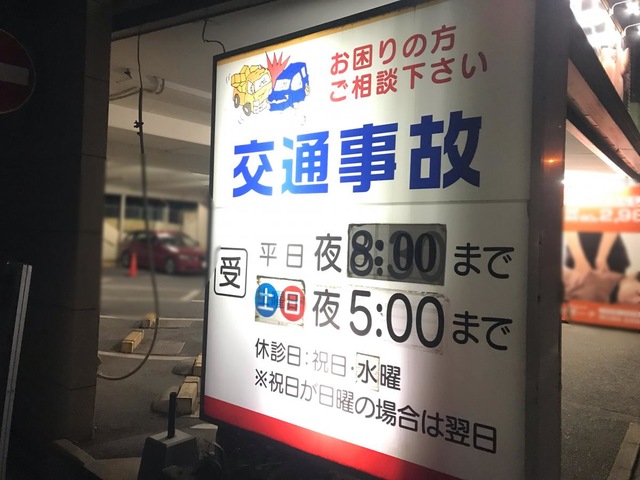 お困りの方
ご相談下さい
交通事故
受
平日 夜8:00まで
土日 夜5:00まで
休診日:祝日・水曜
※祝日が日曜の場合は翌日